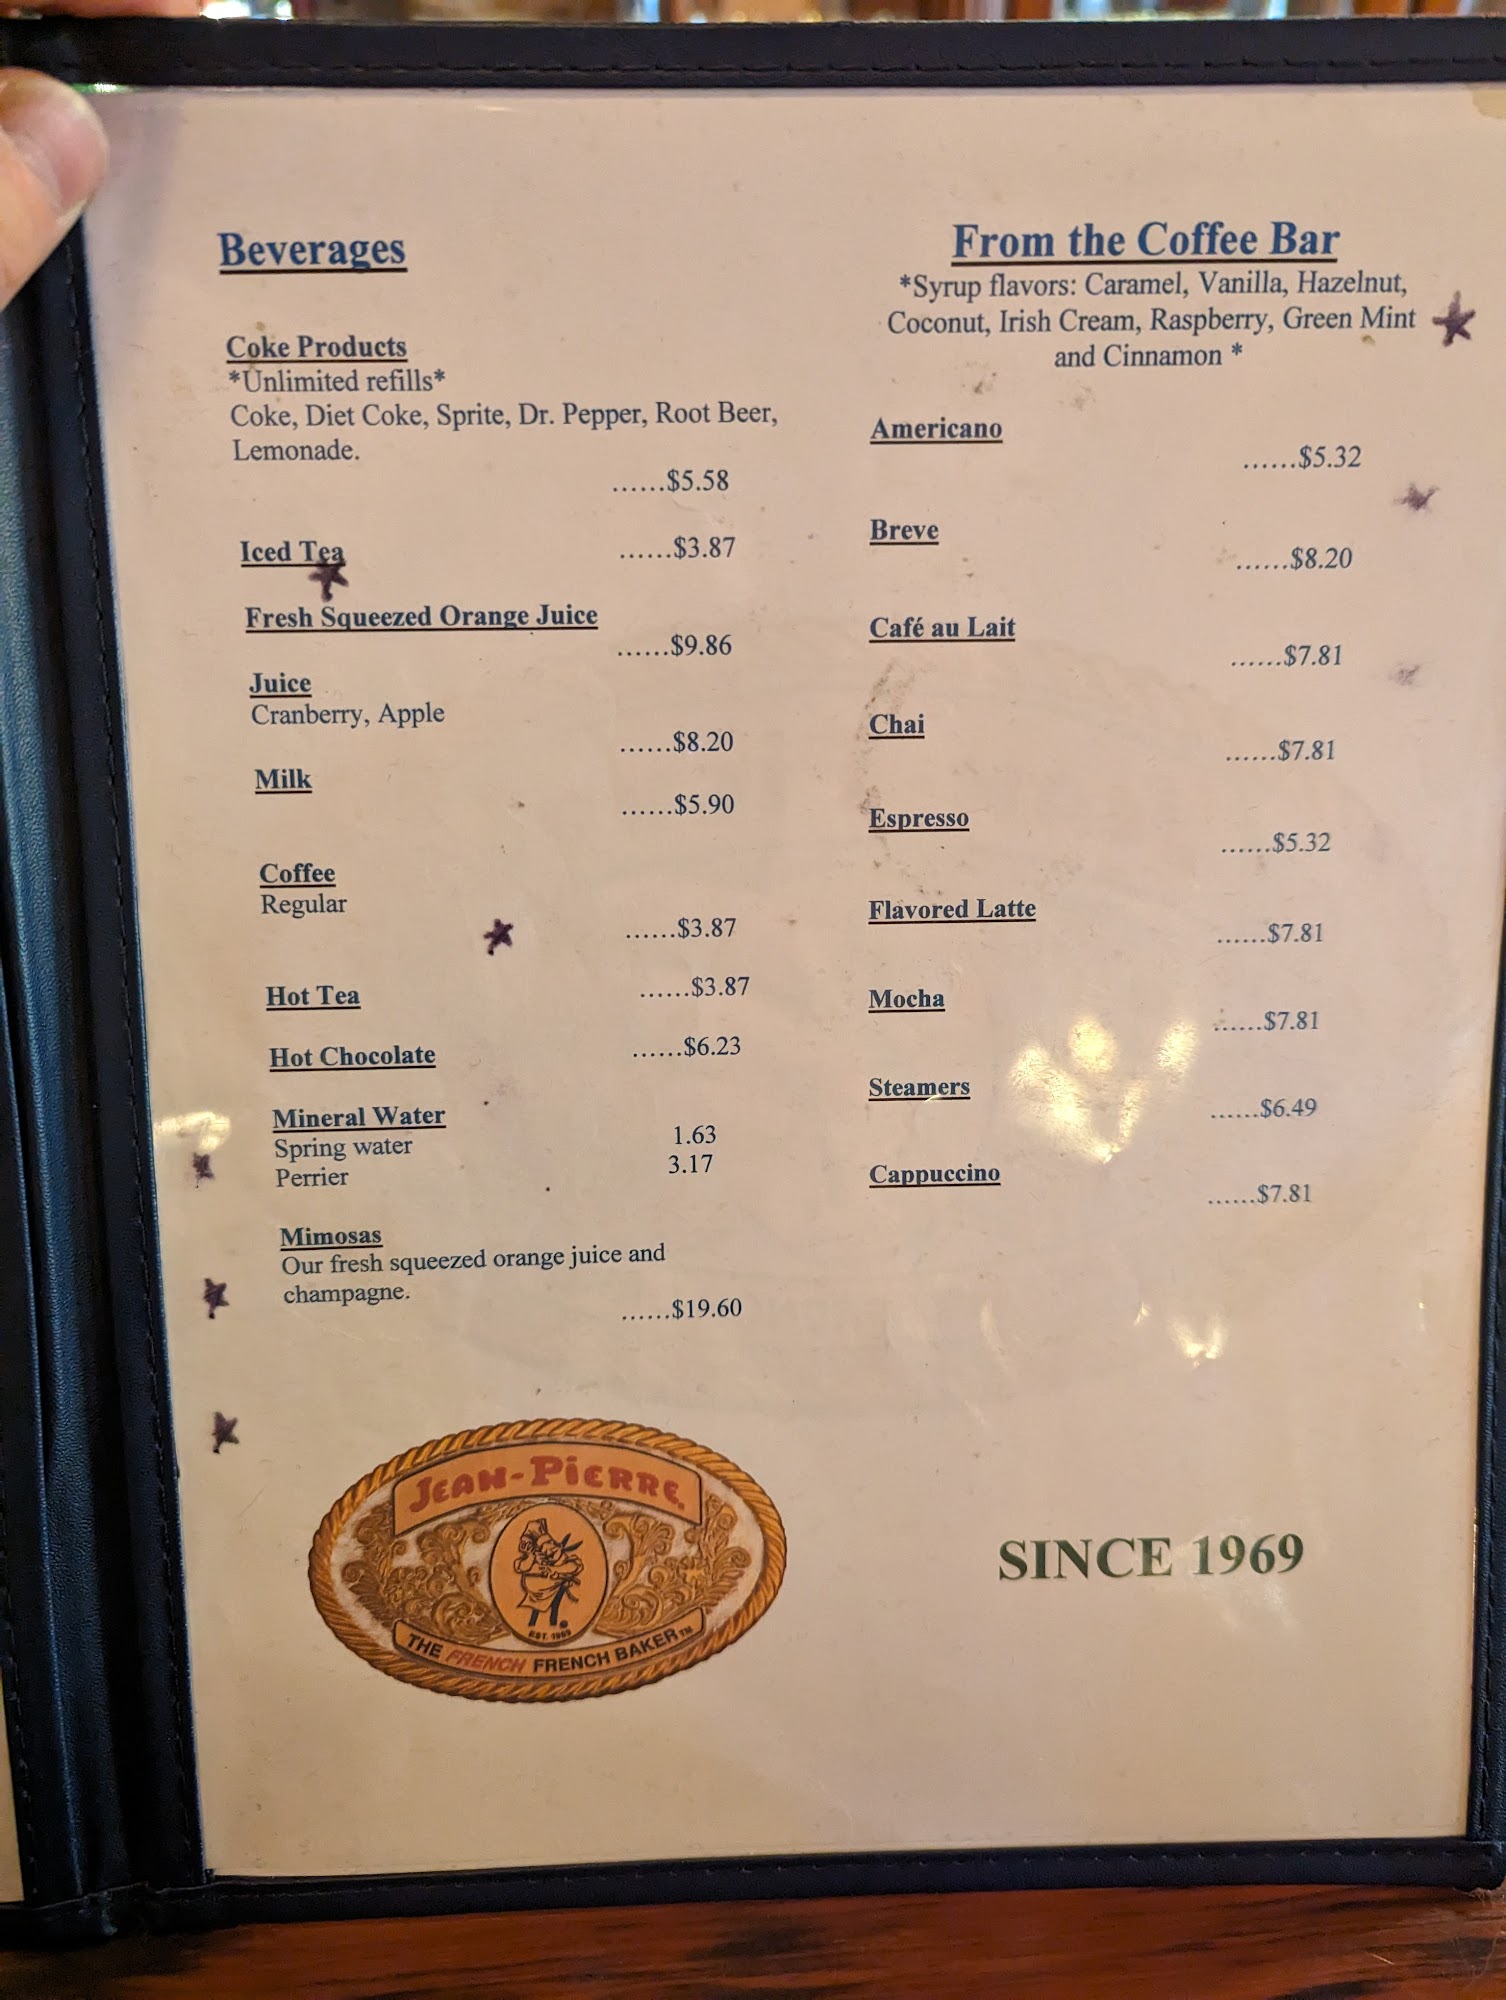 Beverages
Coke Products
*Unlimited refills*
Coke, Diet Coke, Sprite, Dr. Pepper, Root Beer,
Lemonade.
......$5.58
Iced Tea ......$3.87
Fresh Squeezed Orange Juice
......$9.86
Juice
Cranberry, Apple
......$8.20
Milk
......$5.90
Coffee
Regular
......$3.87
Hot Tea ......$3.87
Hot Chocolate ......$6.23
Mineral Water
Spring water 1.63
Perrier 3.17
Mimosas
Our fresh squeezed orange juice and
champagne.
......$19.60
From the Coffee Bar
*Syrup flavors: Caramel, Vanilla, Hazelnut,
Coconut, Irish Cream, Raspberry, Green Mint
and Cinnamon *
Americano
......$5.32
Breve
......$8.20
Café au Lait
......$7.81
Chai
......$7.81
Espresso
......$5.32
Flavored Latte
......$7.81
Mocha
......$7.81
Steamers
......$6.49
Cappuccino
......$7.81
JEAN-PiERRE
EST. 1969
THE FRENCH FRENCH BAKER™
SINCE 1969